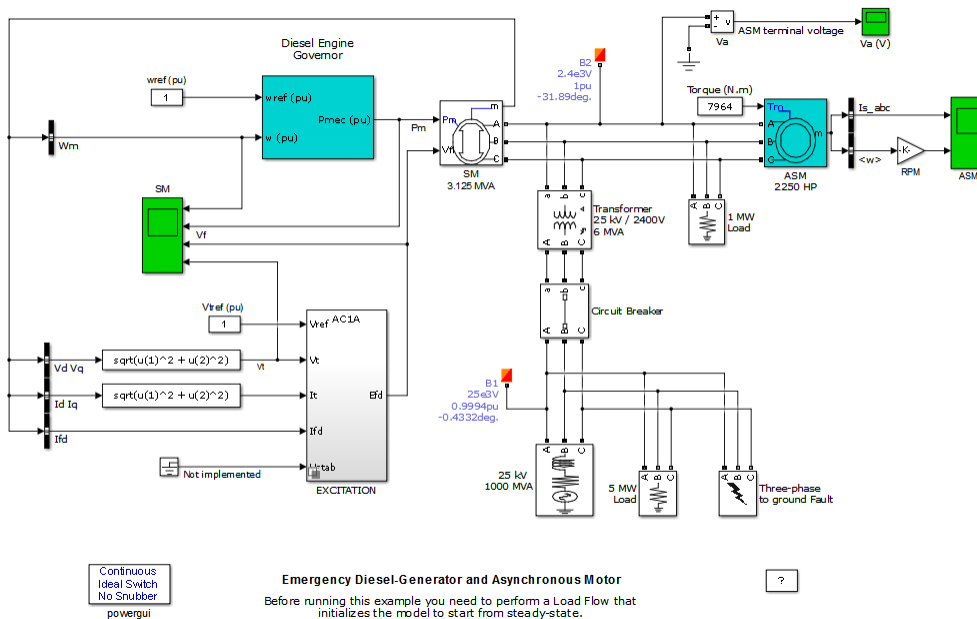 Diesel Engine
Governor
wref (pu)
1
wref (pu)
w (pu)
Pmec (pu)
Wm
Pm
Pm
Vf
m
A
B
C
SM
3.125 MVA
B2
2.4e3V
1pu
-31.89deg.
+
-
v
Va
ASM terminal voltage
Va (V)
Torque (N.m)
7964
Tm
A
B
C
m
ASM
2250 HP
Is_abc
<w>
-K-
RPM
ASM
SM
Vf
a b c
A B C
Transformer
25 kV / 2400V
6 MVA
A B C
1 MW
Load
a b c
A B C
Circuit Breaker
Vtref (pu)
1
Vd Vq
sqrt(u(1)^2 + u(2)^2)
Vt
Id Iq
sqrt(u(1)^2 + u(2)^2)
Ifd
Not implemented
AC1A
Vref
Vt
It
Ifd
Efd
EXCITATION
B1
25e3V
0.9994pu
-0.4332deg.
A B C
25 kV
1000 MVA
A B C
5 MW
Load
A B C
Three-phase
to ground Fault
Continuous
Ideal Switch
No Snubber
powergui
Emergency Diesel-Generator and Asynchronous Motor
Before running this example you need to perform a Load Flow that
initializes the model to start from steady-state.
?